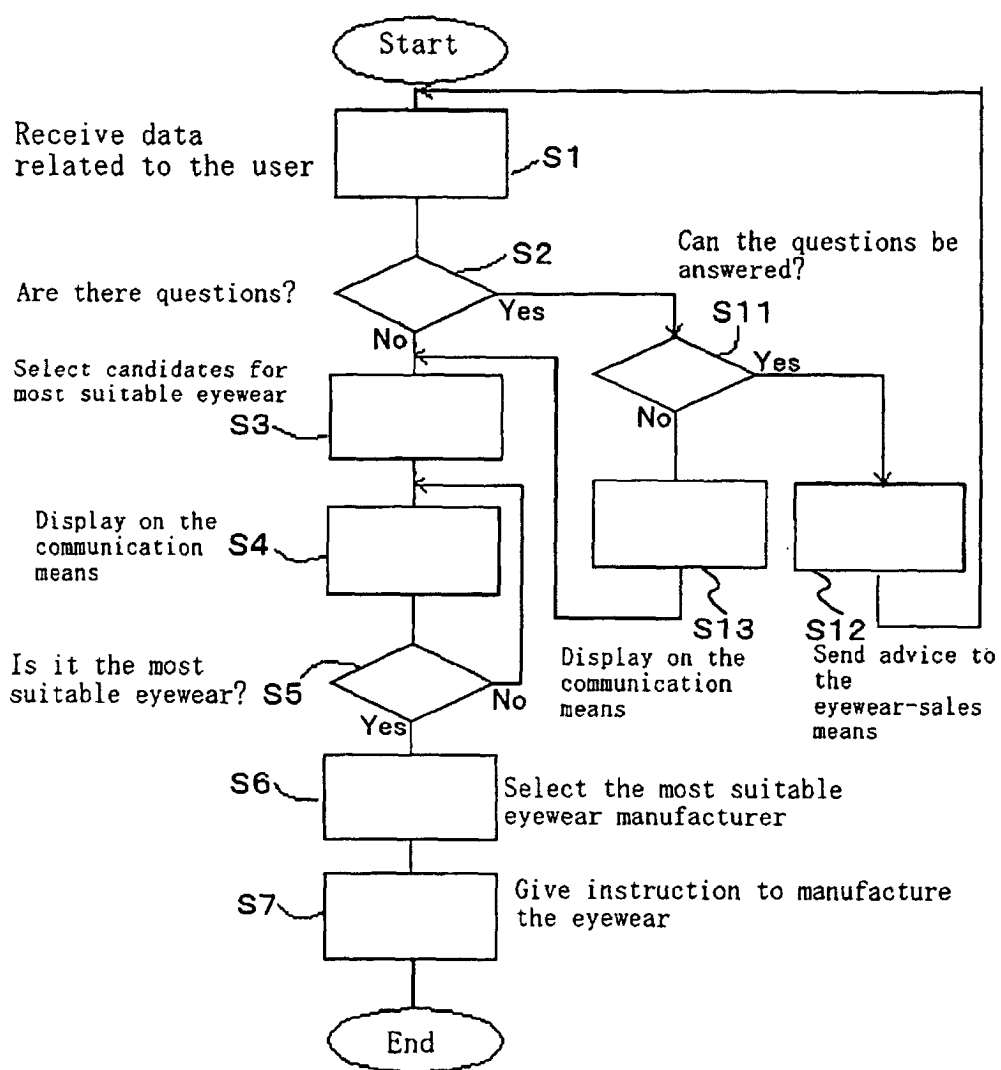 Start
Receive data
related to the user
S1
S2
Are there questions?
Yes
No
Can the questions be
answered?
S11
Yes
No
Select candidates for
most suitable eyewear
S3
Display on the
communication
means
S4
S13
Display on the
communication
means
S12
Send advice to
the
eyewear-sales
means
Is it the most
suitable eyewear?
S5
No
Yes
S6
Select the most suitable
eyewear manufacturer
S7
Give instruction to manufacture
the eyewear
End